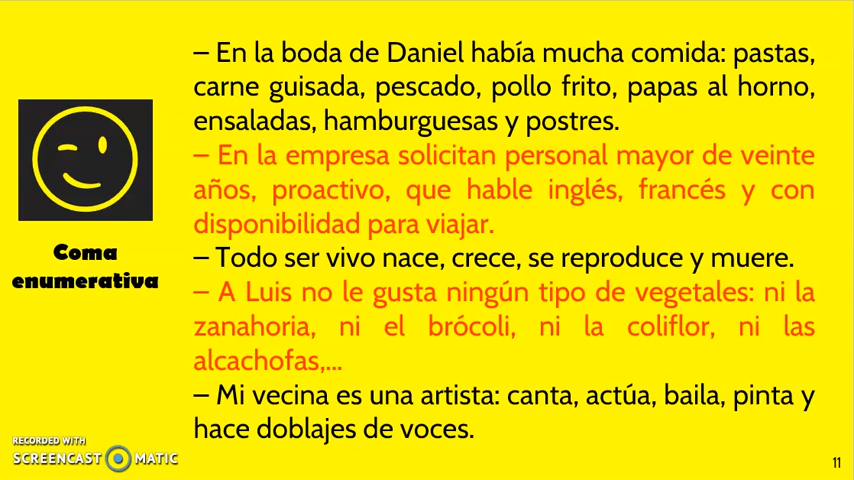 – En la boda de Daniel había mucha comida: pastas,
carne guisada, pescado, pollo frito, papas al horno,
ensaladas, hamburguesas y postres.
– En la empresa solicitan personal mayor de veinte
años, proactivo, que hable inglés, francés y con
disponibilidad para viajar.
– Todo ser vivo nace, crece, se reproduce y muere.
– A Luis no le gusta ningún tipo de vegetales: ni la
zanahoria, ni el brócoli, ni la coliflor, ni las
alcachofas,...
– Mi vecina es una artista: canta, actúa, baila, pinta y
hace doblajes de voces.
Coma
enumerativa
RECORDED WITH
SCREENCAST MATIC
11